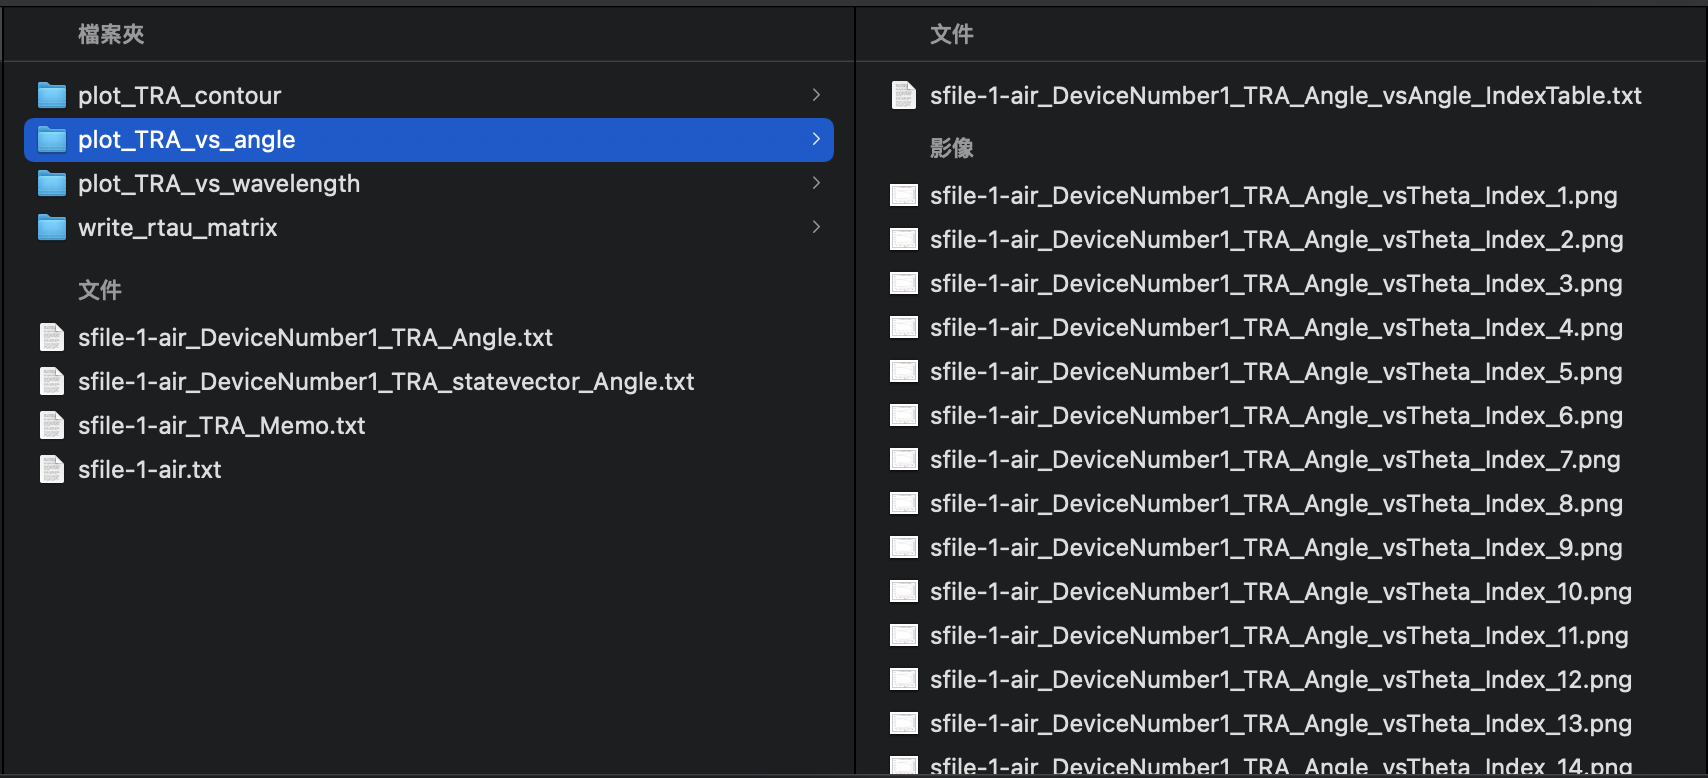 檔案夾
plot_TRA_contour
plot_TRA_vs_angle
plot_TRA_vs_wavelength
write_rtau_matrix
文件
sfile-1-air_DeviceNumber1_TRA_Angle.txt
sfile-1-air_DeviceNumber1_TRA_statevector_Angle.txt
sfile-1-air_TRA_Memo.txt
sfile-1-air.txt
文件
sfile-1-air_DeviceNumber1_TRA_Angle_vsAngle_IndexTable.txt
影像
sfile-1-air_DeviceNumber1_TRA_Angle_vsTheta_Index_1.png
sfile-1-air_DeviceNumber1_TRA_Angle_vsTheta_Index_2.png
sfile-1-air_DeviceNumber1_TRA_Angle_vsTheta_Index_3.png
sfile-1-air_DeviceNumber1_TRA_Angle_vsTheta_Index_4.png
sfile-1-air_DeviceNumber1_TRA_Angle_vsTheta_Index_5.png
sfile-1-air_DeviceNumber1_TRA_Angle_vsTheta_Index_6.png
sfile-1-air_DeviceNumber1_TRA_Angle_vsTheta_Index_7.png
sfile-1-air_DeviceNumber1_TRA_Angle_vsTheta_Index_8.png
sfile-1-air_DeviceNumber1_TRA_Angle_vsTheta_Index_9.png
sfile-1-air_DeviceNumber1_TRA_Angle_vsTheta_Index_10.png
sfile-1-air_DeviceNumber1_TRA_Angle_vsTheta_Index_11.png
sfile-1-air_DeviceNumber1_TRA_Angle_vsTheta_Index_12.png
sfile-1-air_DeviceNumber1_TRA_Angle_vsTheta_Index_13.png
sfile-1-air_DeviceNumber1_TRA_Angle_vsTheta_Index_14.png